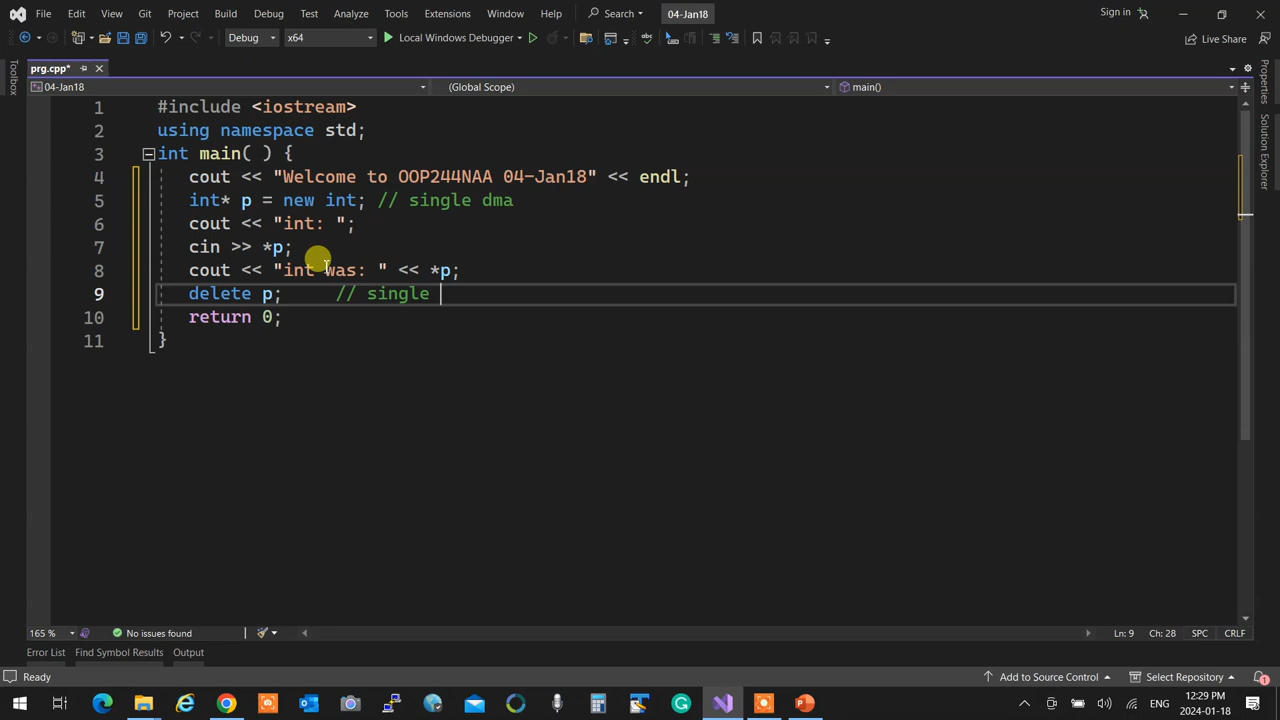 File Edit View Git Project Build Debug Test Analyze Tools Extensions Window Help Search 04-Jan18 Sign in
Debug x64 Local Windows Debugger Live Share
Toolbox
prg.cpp*
04-Jan18 (Global Scope) main()
1 #include <iostream>
2 using namespace std;
3 int main( ) {
4 cout << "Welcome to OOP244NAA 04-Jan18" << endl;
5 int* p = new int; // single dma
6 cout << "int: ";
7 cin >> *p;
8 cout << "int was: " << *p;
9 delete p; // single
10 return 0;
11 }
Properties
Solution Explorer
165 % No issues found Ln: 9 Ch: 28 SPC CRLF
Error List Find Symbol Results Output
Ready Add to Source Control Select Repository 1
ENG 12:29 PM
2024-01-18